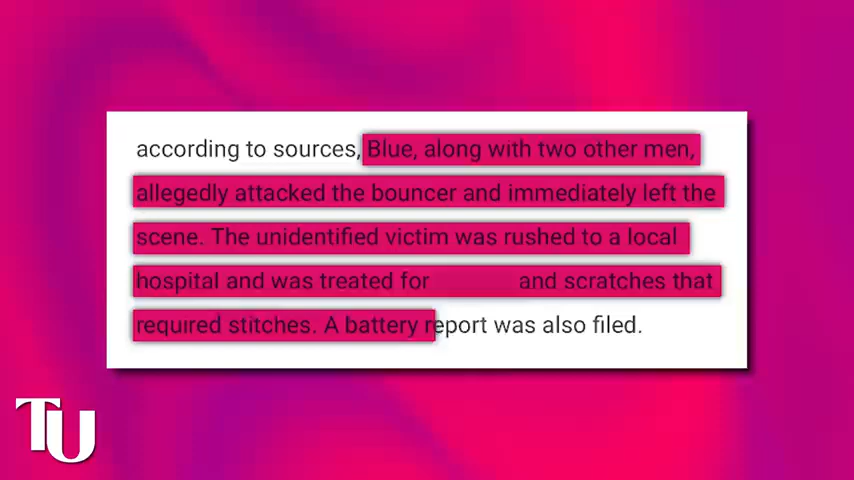 according to sources, Blue, along with two other men,
allegedly attacked the bouncer and immediately left the
scene. The unidentified victim was rushed to a local
hospital and was treated for and scratches that
required stitches. A battery report was also filed.
TU